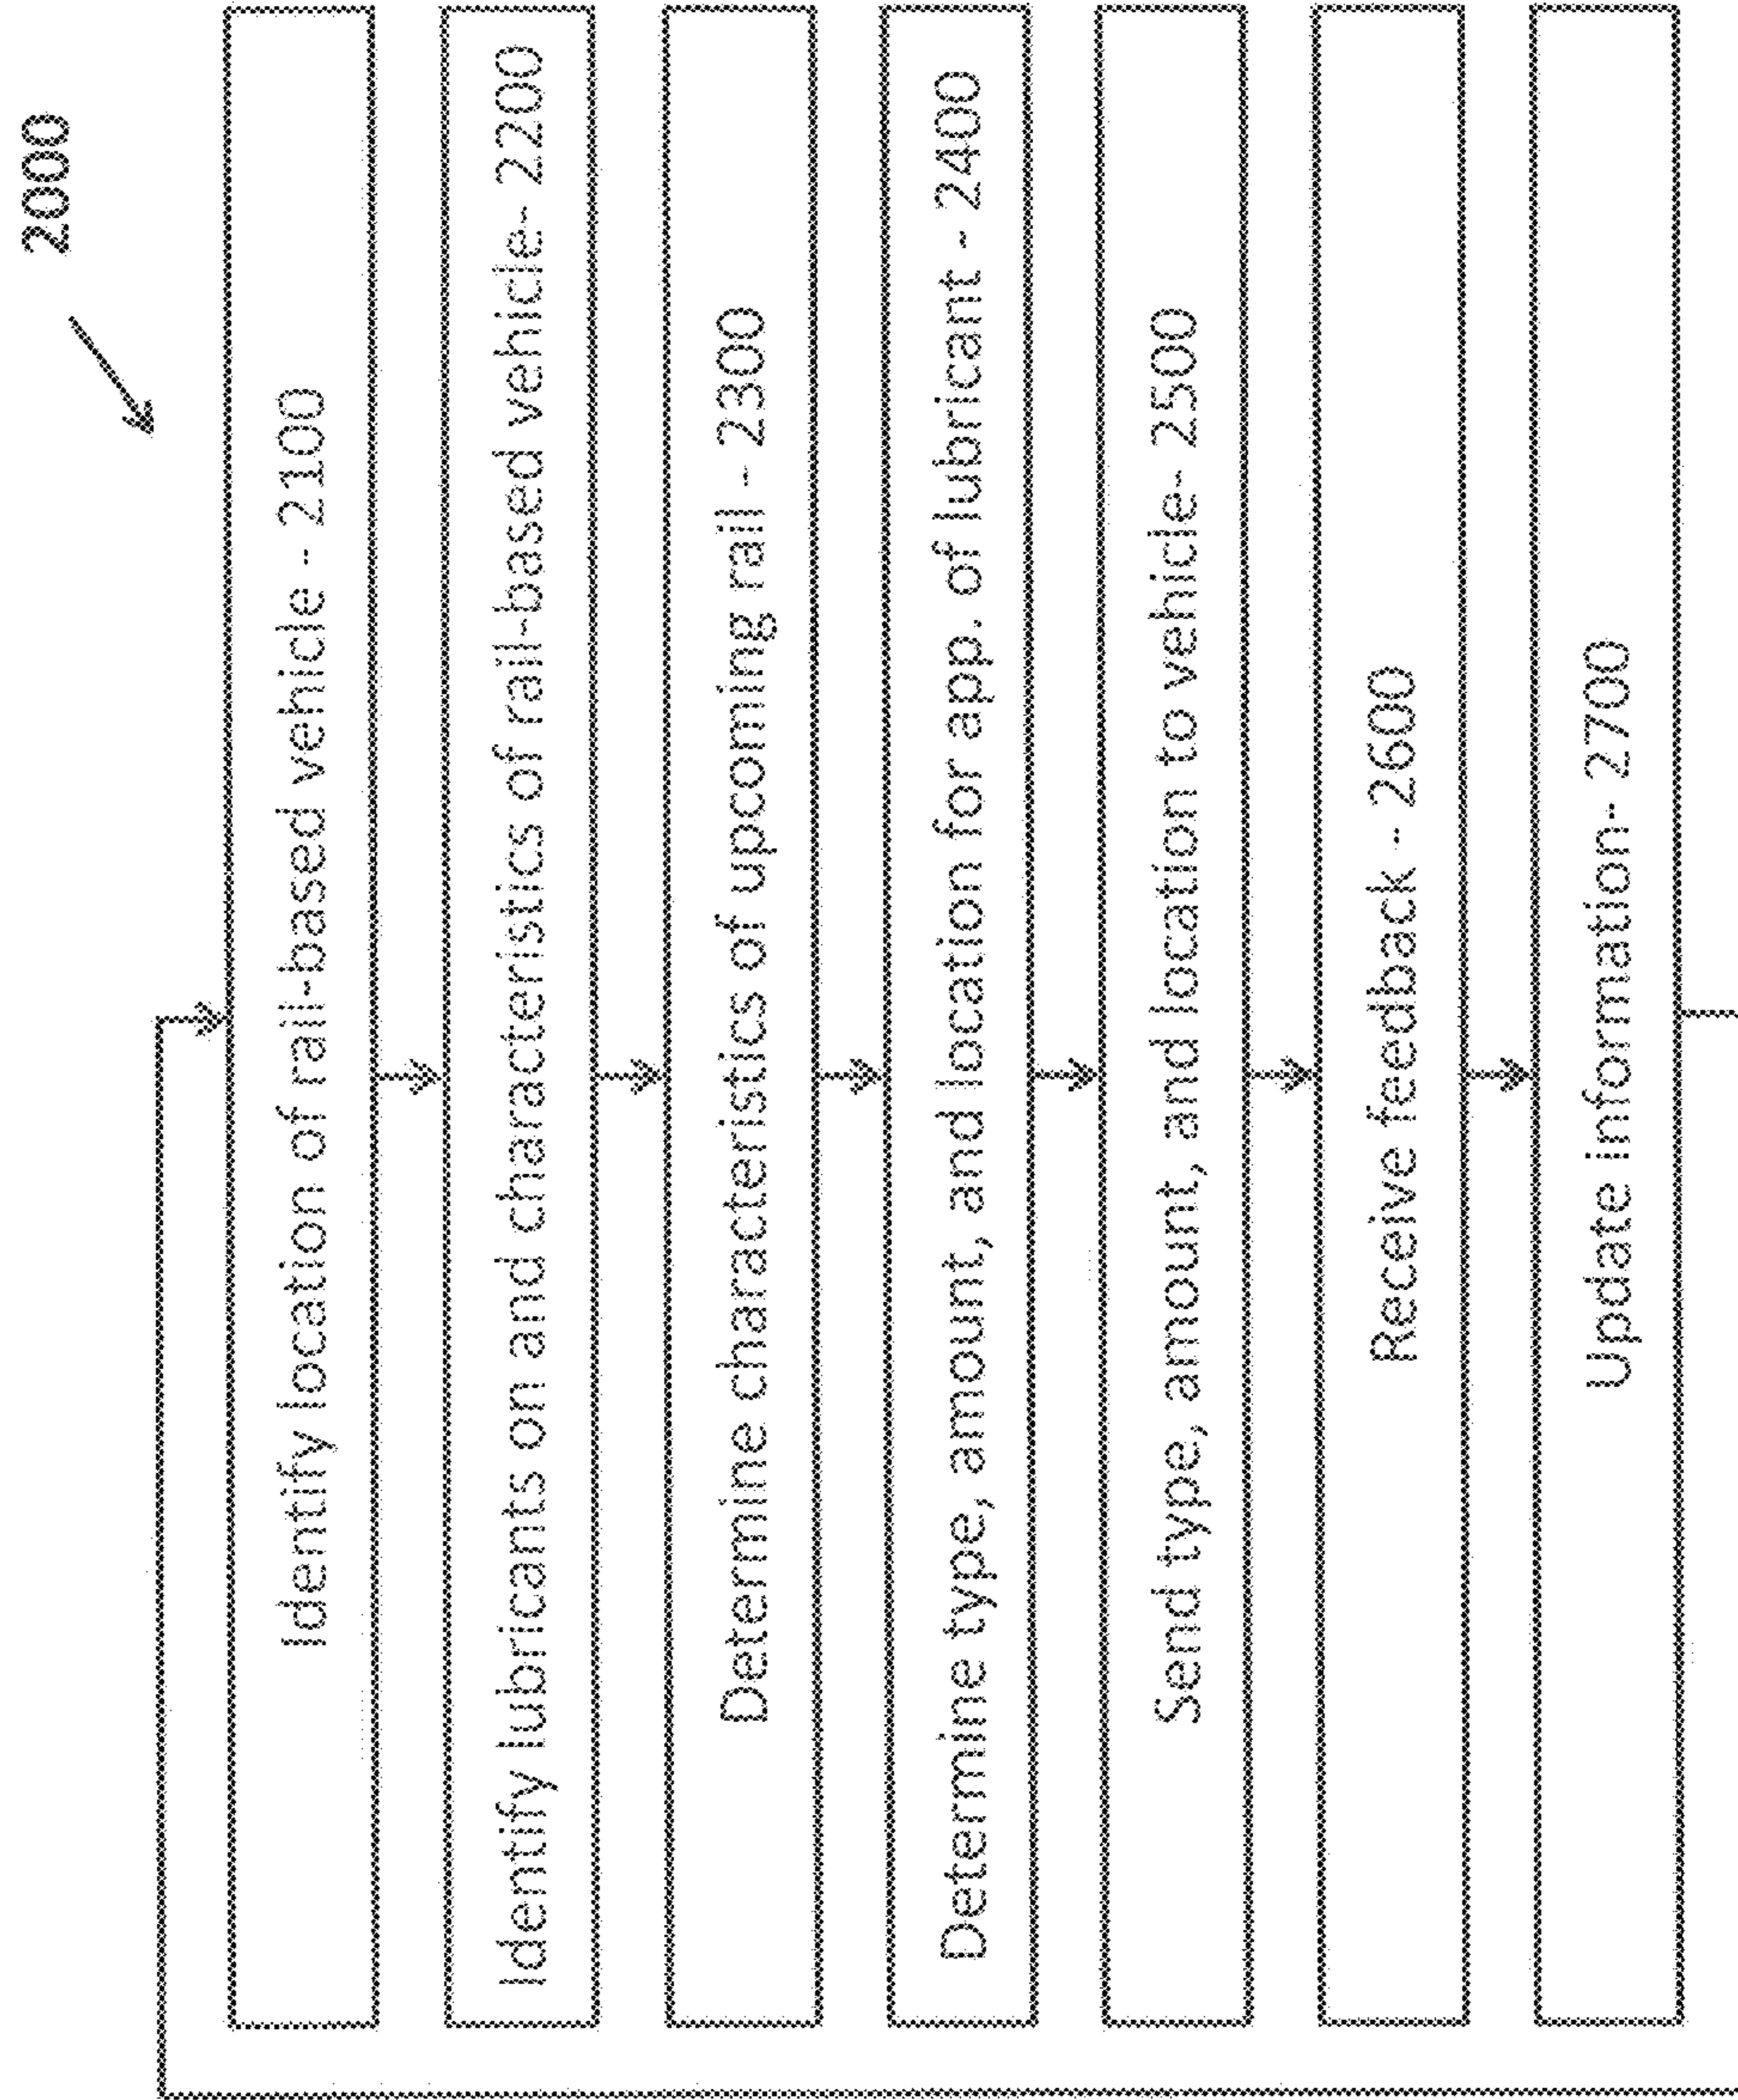 2000
Identify location of rail-based vehicle - 2100
Identify lubricants on and characteristics of rail-based vehicle- 2200
Determine characteristics of upcoming rail - 2300
Determine type, amount, and location for app. of lubricant - 2400
Send type, amount, and location to vehicle- 2500
Receive feedback - 2600
Update information- 2700